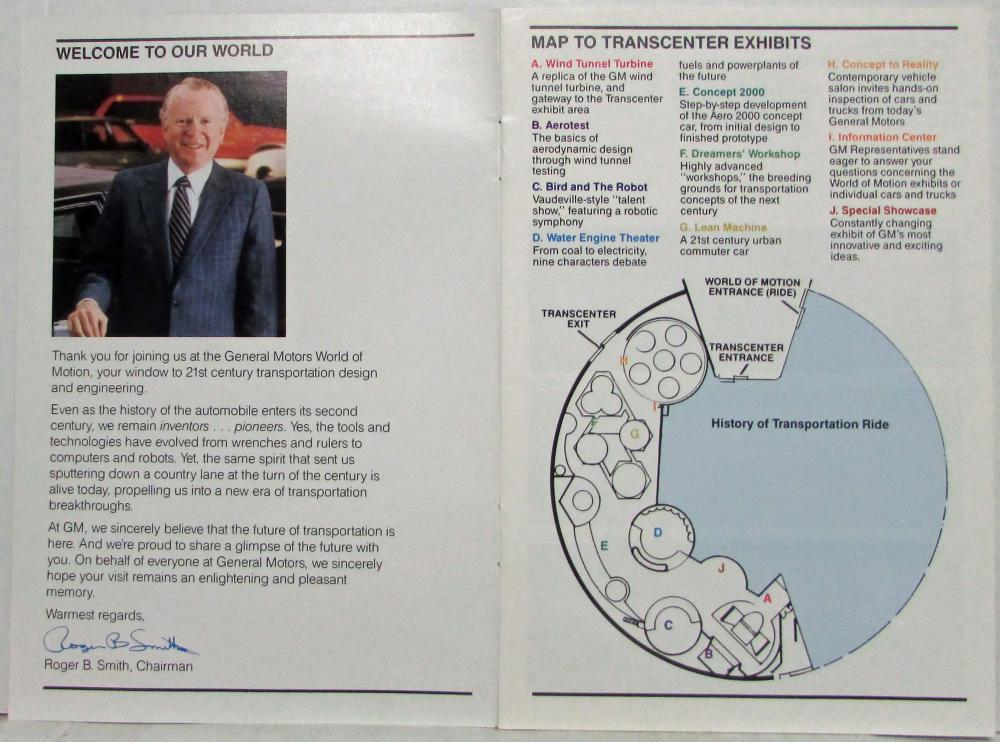 WELCOME TO OUR WORLD
Thank you for joining us at the General Motors World of
Motion, your window to 21st century transportation design
and engineering.
Even as the history of the automobile enters its second
century, we remain inventors . . . pioneers. Yes, the tools and
technologies have evolved from wrenches and rulers to
computers and robots. Yet, the same spirit that sent us
sputtering down a country lane at the turn of the century is
alive today, propelling us into a new era of transportation
breakthroughs.
At GM, we sincerely believe that the future of transportation is
here. And we're proud to share a glimpse of the future with
you. On behalf of everyone at General Motors, we sincerely
hope your visit remains an enlightening and pleasant
memory.
Warmest regards,
Roger B Smith
Roger B. Smith, Chairman
MAP TO TRANSCENTER EXHIBITS
A. Wind Tunnel Turbine
A replica of the GM wind
tunnel turbine, and
gateway to the Transcenter
exhibit area
B. Aerotest
The basics of
aerodynamic design
through wind tunnel
testing
C. Bird and The Robot
Vaudeville-style "talent
show," featuring a robotic
symphony
D. Water Engine Theater
From coal to electricity,
nine characters debate
fuels and powerplants of
the future
E. Concept 2000
Step-by-step development
of the Aero 2000 concept
car, from initial design to
finished prototype
F. Dreamers' Workshop
Highly advanced
"workshops," the breeding
grounds for transportation
concepts of the next
century
G. Lean Machine
A 21st century urban
commuter car
H. Concept to Reality
Contemporary vehicle
salon invites hands-on
inspection of cars and
trucks from today's
General Motors
I. Information Center
GM Representatives stand
eager to answer your
questions concerning the
World of Motion exhibits or
individual cars and trucks
J. Special Showcase
Constantly changing
exhibit of GM's most
innovative and exciting
ideas.
WORLD OF MOTION
ENTRANCE (RIDE)
TRANSCENTER
EXIT
TRANSCENTER
ENTRANCE
H
I
History of Transportation Ride
F
G
D
E
J
A
C
B